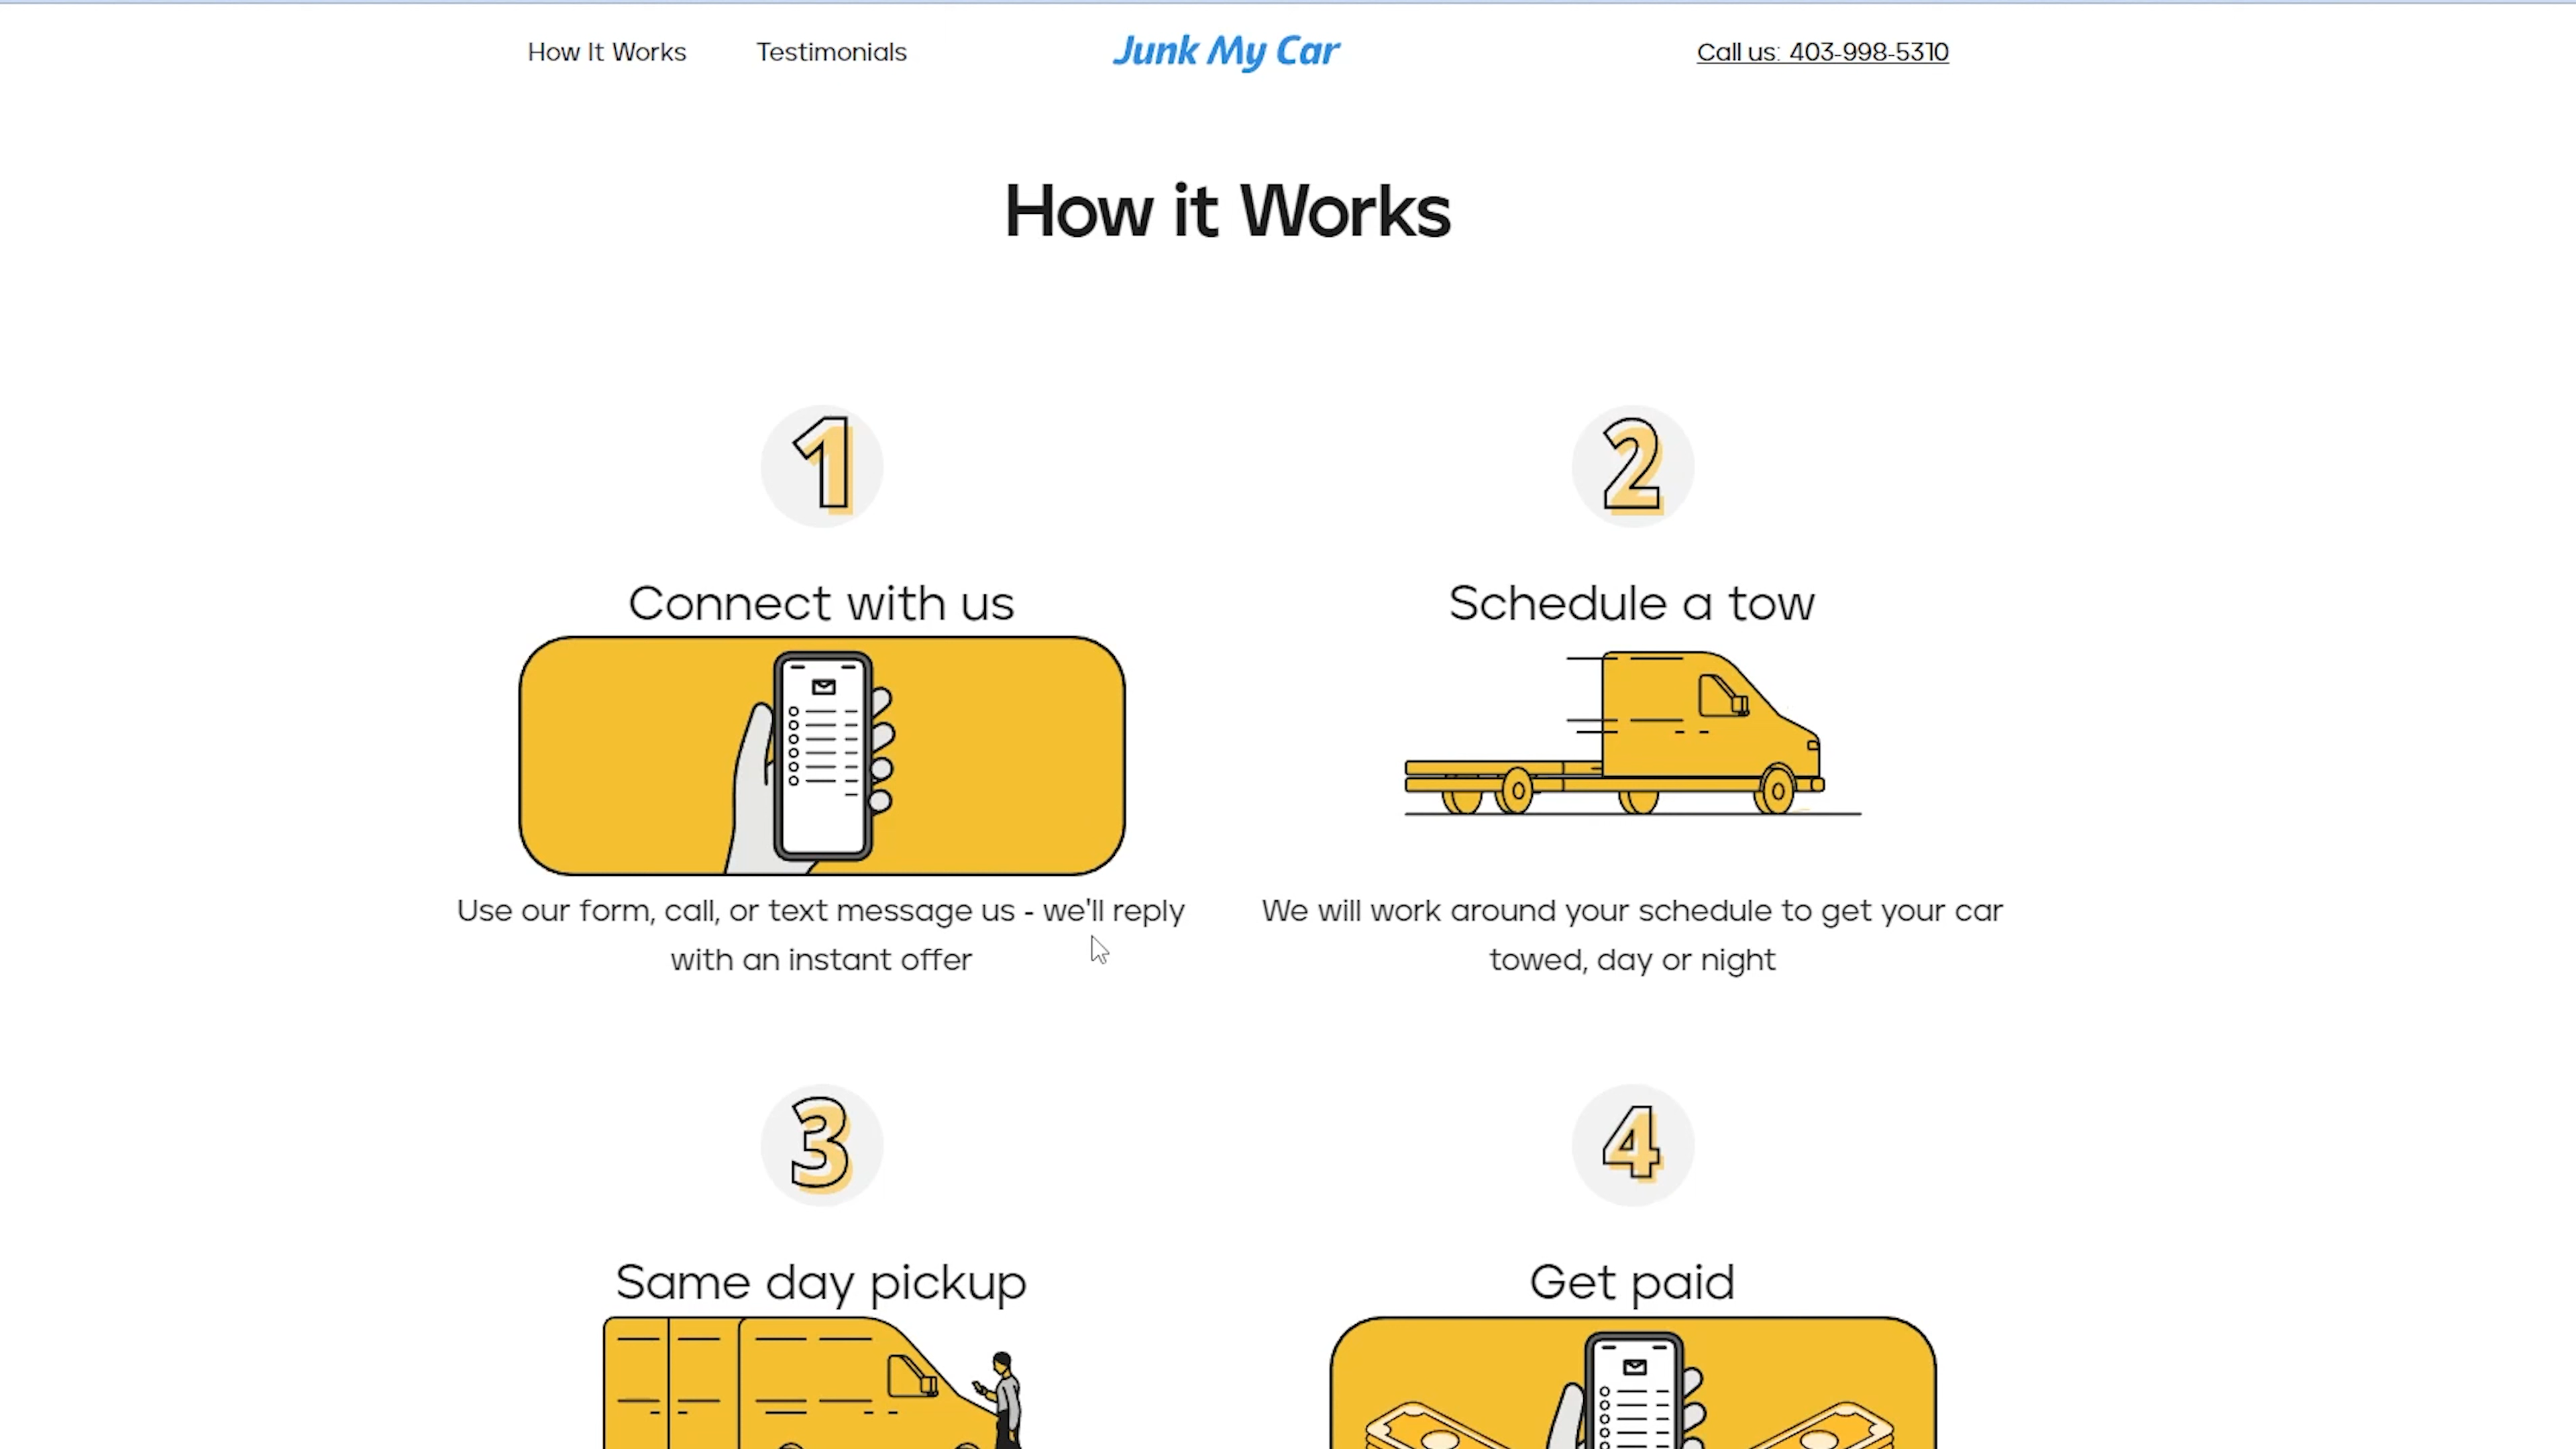 How It Works
Testimonials
Junk My Car
Call us: 403-998-5310
How it Works
1
2
Connect with us
Schedule a tow
Use our form, call, or text message us - we'll reply
with an instant offer
We will work around your schedule to get your car
towed, day or night
3
4
Same day pickup
Get paid